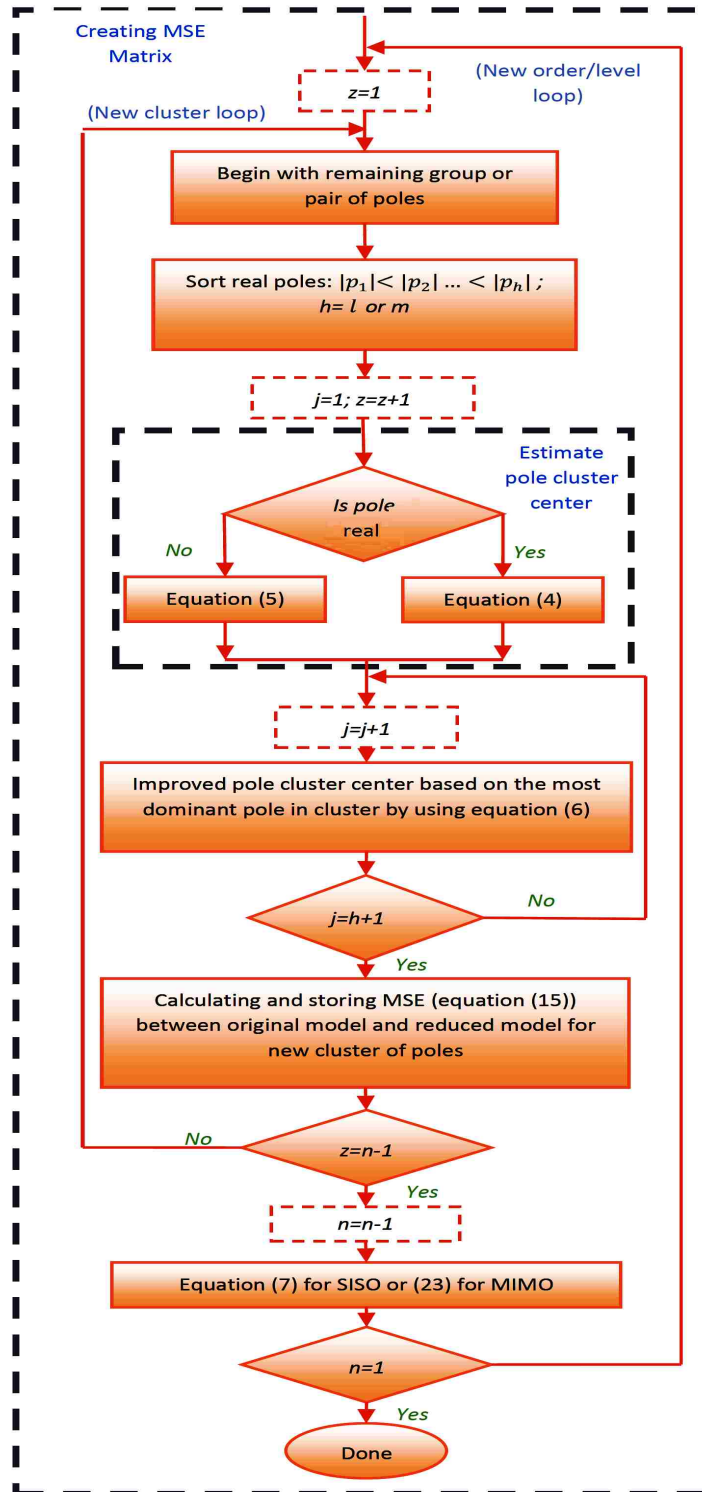 Creating MSE
Matrix
(New order/level
loop)
z=1
(New cluster loop)
Begin with remaining group or
pair of poles
Sort real poles: |p₁|< |p₂| ... < |pₕ| ;
h= l or m
j=1; z=z+1
Estimate
pole cluster
center
Is pole
real
No
Yes
Equation (5)
Equation (4)
j=j+1
Improved pole cluster center based on the most
dominant pole in cluster by using equation (6)
j=h+1
No
Yes
Calculating and storing MSE (equation (15))
between original model and reduced model for
new cluster of poles
No
z=n-1
Yes
n=n-1
Equation (7) for SISO or (23) for MIMO
n=1
Yes
Done